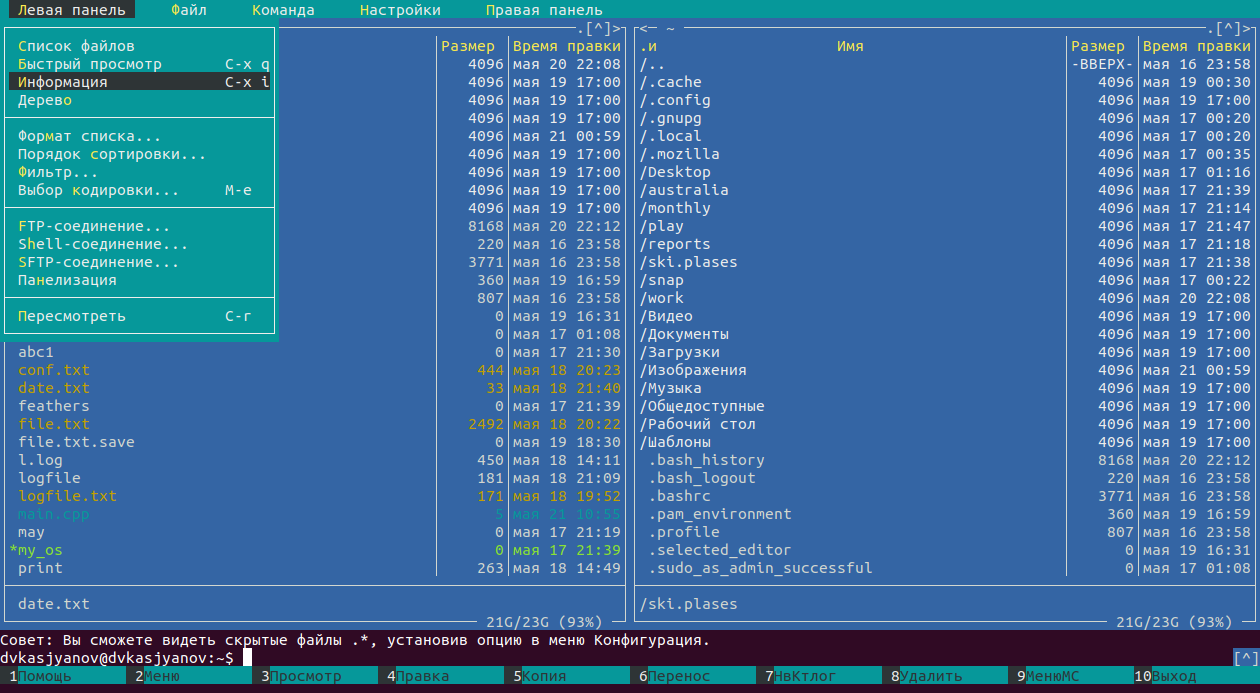 Левая панель Файл Команда Настройки Правая панель
.[^]> <─ ~ .[^]>
Список файлов Размер Время правки .и Имя Размер Время правки
Быстрый просмотр C-x q 4096 мая 20 22:08 /.. -ВВЕРХ- мая 16 23:58
Информация C-x i 4096 мая 19 17:00 /.cache 4096 мая 19 00:30
Дерево 4096 мая 19 17:00 /.config 4096 мая 19 17:00
4096 мая 19 17:00 /.gnupg 4096 мая 17 00:20
Формат списка... 4096 мая 21 00:59 /.local 4096 мая 17 00:20
Порядок сортировки... 4096 мая 19 17:00 /.mozilla 4096 мая 17 00:35
Фильтр... 4096 мая 19 17:00 /Desktop 4096 мая 17 01:16
Выбор кодировки... M-e 4096 мая 19 17:00 /australia 4096 мая 17 21:39
4096 мая 19 17:00 /monthly 4096 мая 17 21:14
FTP-соединение... 8168 мая 20 22:12 /play 4096 мая 17 21:47
Shell-соединение... 220 мая 16 23:58 /reports 4096 мая 17 21:18
SFTP-соединение... 3771 мая 16 23:58 /ski.plases 4096 мая 17 21:38
Панелизация 360 мая 19 16:59 /snap 4096 мая 17 00:22
807 мая 16 23:58 /work 4096 мая 20 22:08
Пересмотреть C-r 0 мая 19 16:31 /Видео 4096 мая 19 17:00
0 мая 17 01:08 /Документы 4096 мая 19 17:00
abc1 0 мая 17 21:30 /Загрузки 4096 мая 19 17:00
conf.txt 444 мая 18 20:23 /Изображения 4096 мая 21 00:59
date.txt 33 мая 18 21:40 /Музыка 4096 мая 19 17:00
feathers 0 мая 17 21:39 /Общедоступные 4096 мая 19 17:00
file.txt 2492 мая 18 20:22 /Рабочий стол 4096 мая 19 17:00
file.txt.save 0 мая 19 18:30 /Шаблоны 4096 мая 19 17:00
l.log 450 мая 18 14:11 .bash_history 8168 мая 20 22:12
logfile 181 мая 18 21:09 .bash_logout 220 мая 16 23:58
logfile.txt 171 мая 18 19:52 .bashrc 3771 мая 16 23:58
main.cpp 5 мая 21 10:55 .pam_environment 360 мая 19 16:59
may 0 мая 17 21:19 .profile 807 мая 16 23:58
*my_os 0 мая 17 21:39 .selected_editor 0 мая 19 16:31
print 263 мая 18 14:49 .sudo_as_admin_successful 0 мая 17 01:08
date.txt /ski.plases
21G/23G (93%) 21G/23G (93%)
Совет: Вы сможете видеть скрытые файлы .*, установив опцию в меню Конфигурация.
dvkasjyanov@dvkasjyanov:~$ [^]
1Помощь 2Меню 3Просмотр 4Правка 5Копия 6Перенос 7НвКтлог 8Удалить 9МенюМС 10Выход